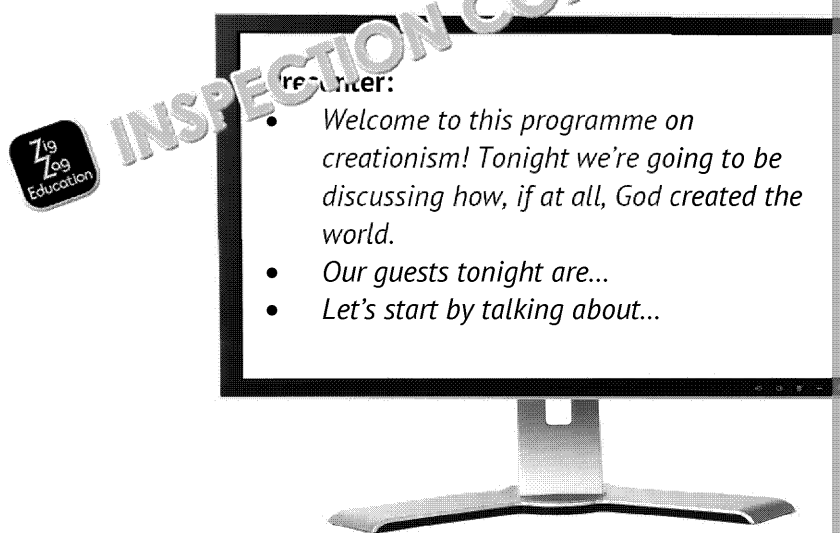 INSPECTION CO
Zig
Zag
Education
Presenter:
• Welcome to this programme on
creationism! Tonight we're going to be
discussing how, if at all, God created the
world.
• Our guests tonight are...
• Let's start by talking about...